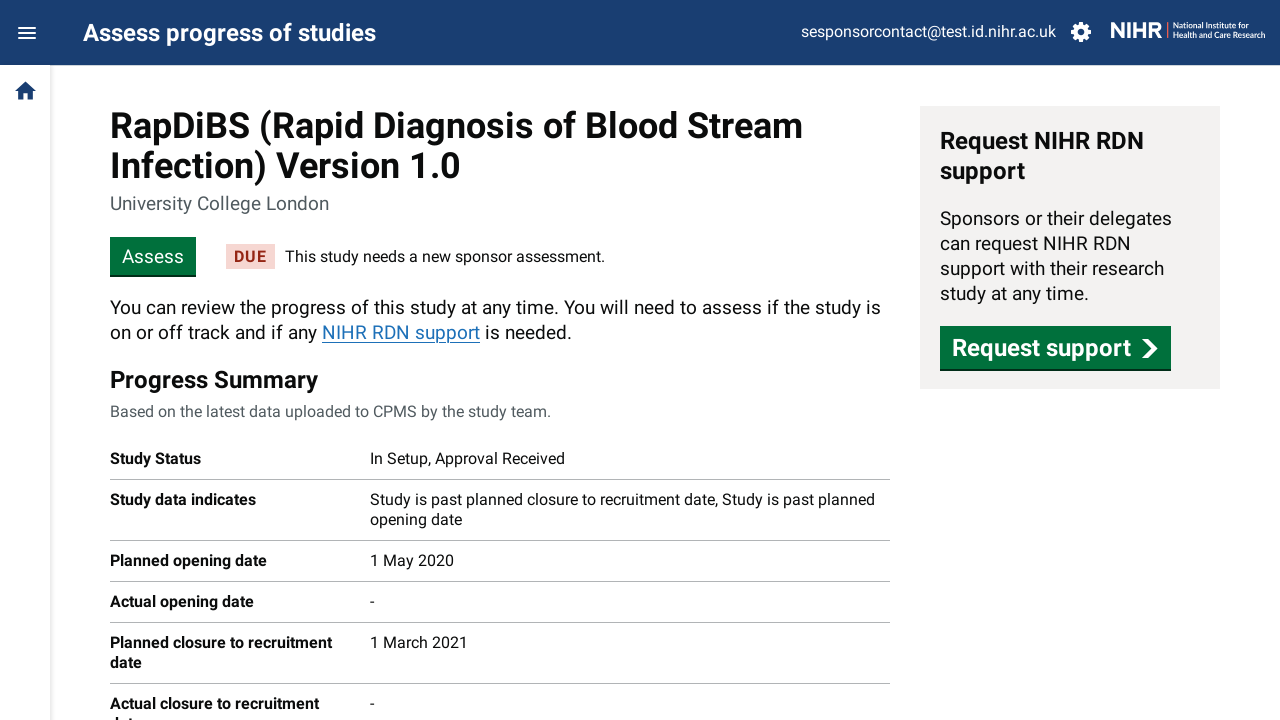 Assess progress of studies
sesponsorcontact@test.id.nihr.ac.uk
NIHR | National Institute for
Health and Care Research
RapDiBS (Rapid Diagnosis of Blood Stream
Infection) Version 1.0
University College London
Assess
DUE
This study needs a new sponsor assessment.
You can review the progress of this study at any time. You will need to assess if the study is
on or off track and if any NIHR RDN support is needed.
Progress Summary
Based on the latest data uploaded to CPMS by the study team.
Study Status
In Setup, Approval Received
Study data indicates
Study is past planned closure to recruitment date, Study is past planned
opening date
Planned opening date
1 May 2020
Actual opening date
-
Planned closure to recruitment
date
1 March 2021
Actual closure to recruitment
-
Request NIHR RDN
support
Sponsors or their delegates
can request NIHR RDN
support with their research
study at any time.
Request support